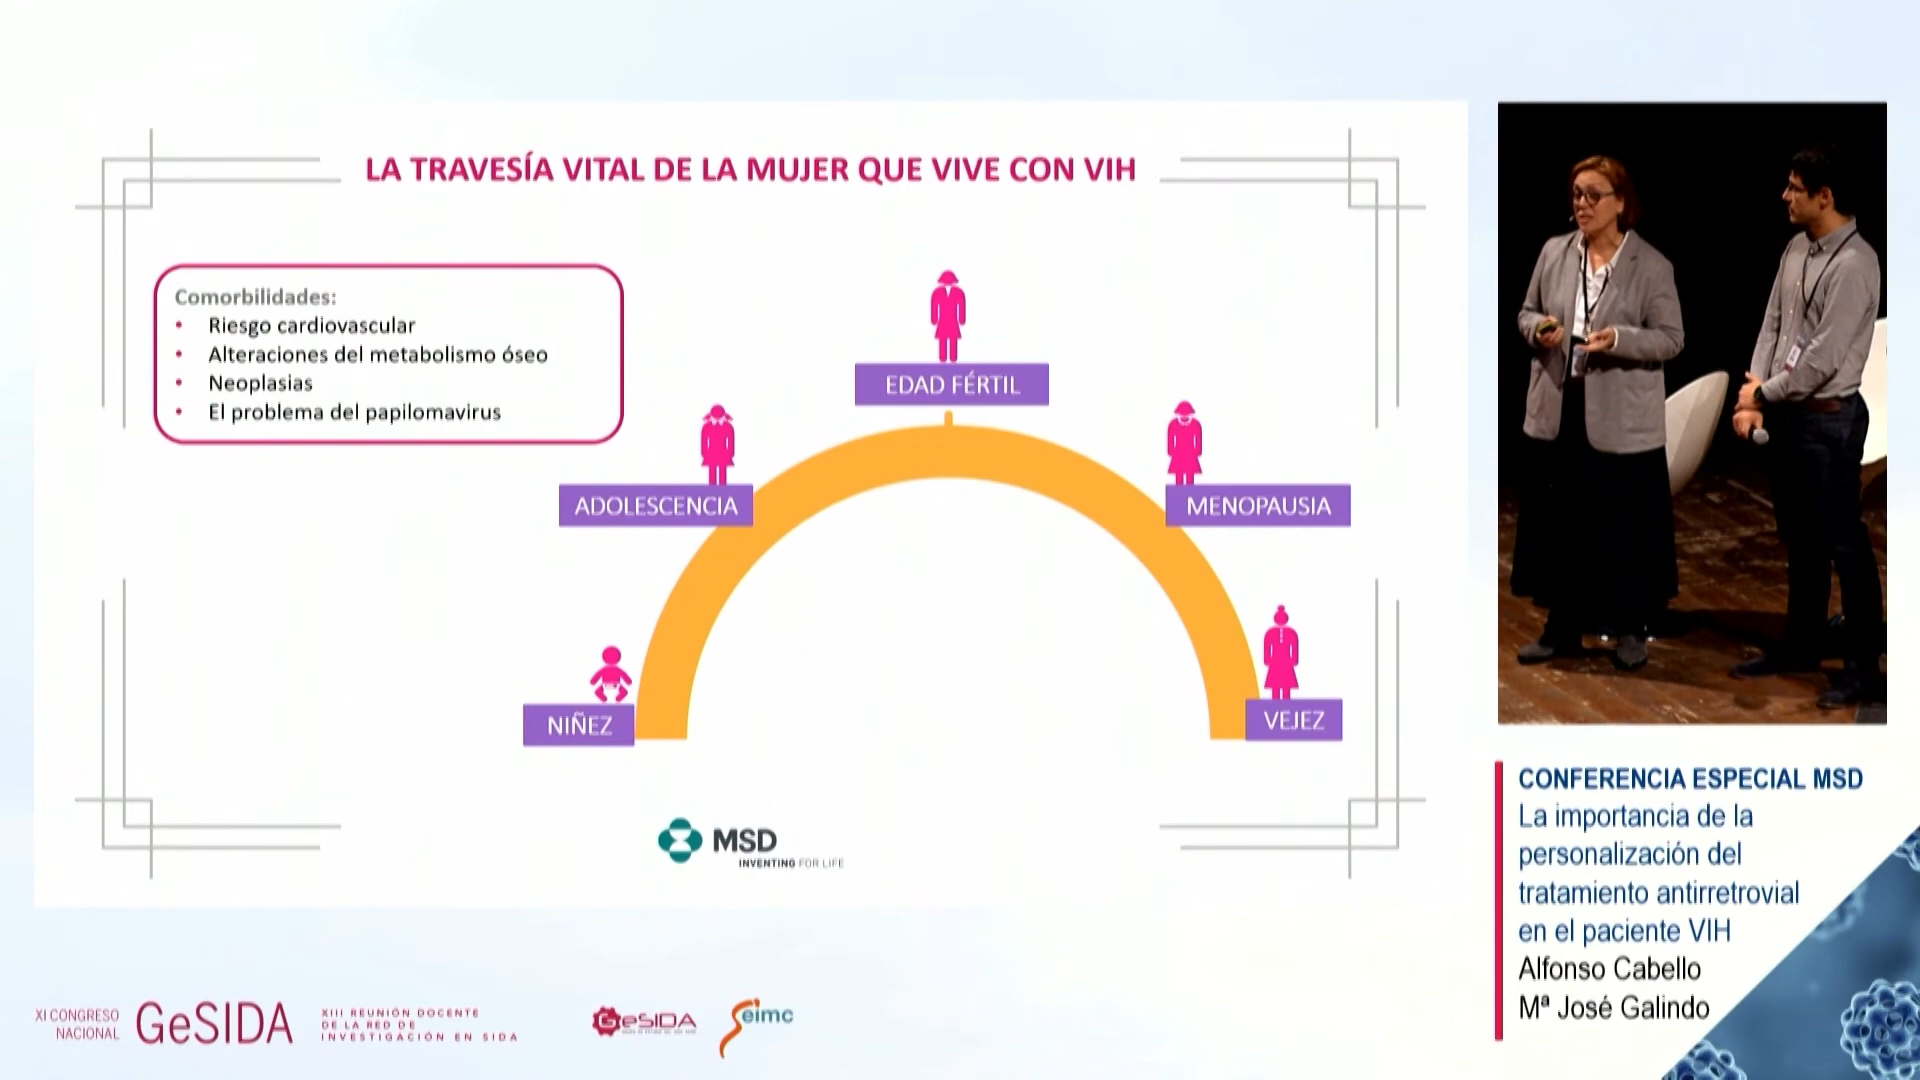 LA TRAVESÍA VITAL DE LA MUJER QUE VIVE CON VIH
Comorbilidades:
• Riesgo cardiovascular
• Alteraciones del metabolismo óseo
• Neoplasias
• El problema del papilomavirus
EDAD FÉRTIL
ADOLESCENCIA
MENOPAUSIA
NIÑEZ
VEJEZ
MSD
INVENTING FOR LIFE
CONFERENCIA ESPECIAL MSD
La importancia de la
personalización del
tratamiento antirretrovial
en el paciente VIH
Alfonso Cabello
Mª José Galindo
XI CONGRESO
NACIONAL
GeSIDA
XIII REUNIÓN DOCENTE
DE LA RED DE
INVESTIGACIÓN EN SIDA
GeSIDA
Seimc